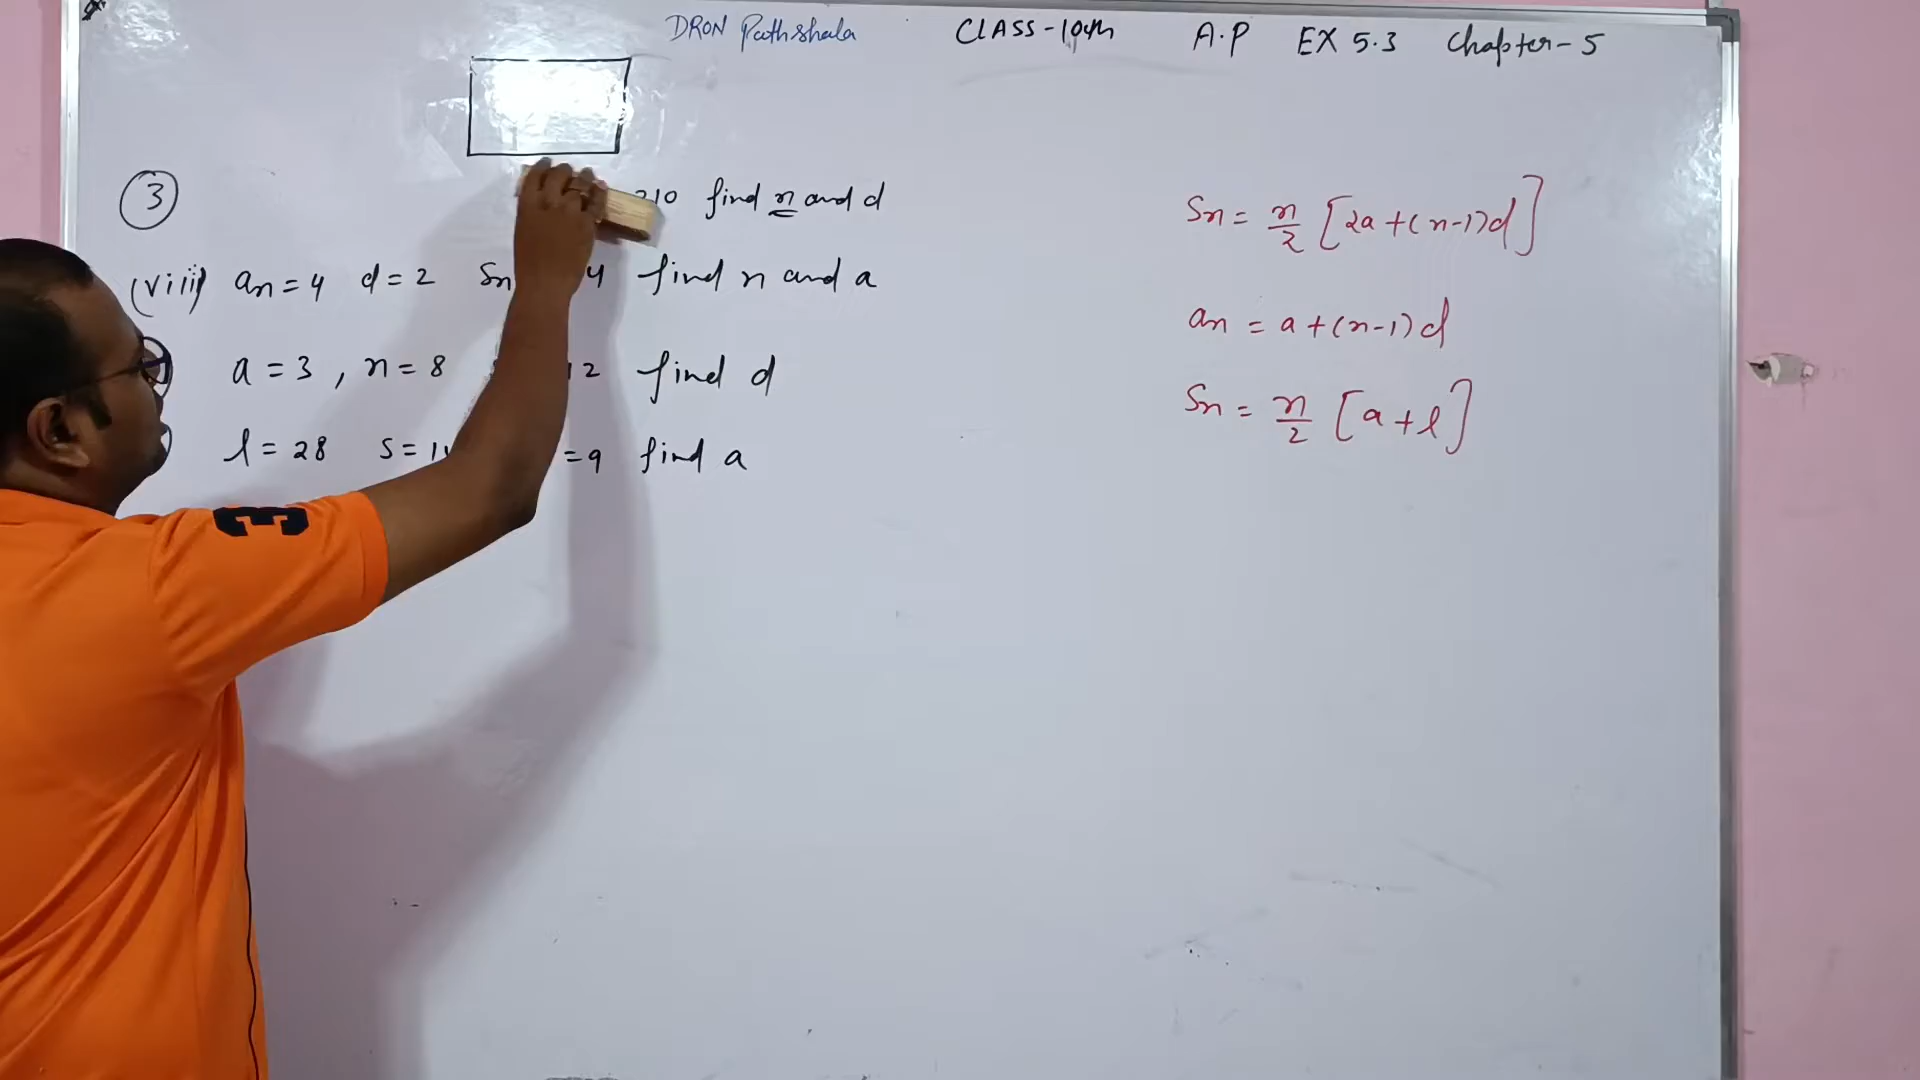 DRON Pathshala CLASS-10th A.P EX 5.3 Chapter-5
3 210 find n and d
(viii) an = 4 d = 2 Sn 4 find n and a
a = 3 , n = 8 12 find d
l = 28 S = 1 = 9 find a
Sn = n/2 [2a + (n-1)d]
an = a + (n-1)d
Sn = n/2 [a + l]